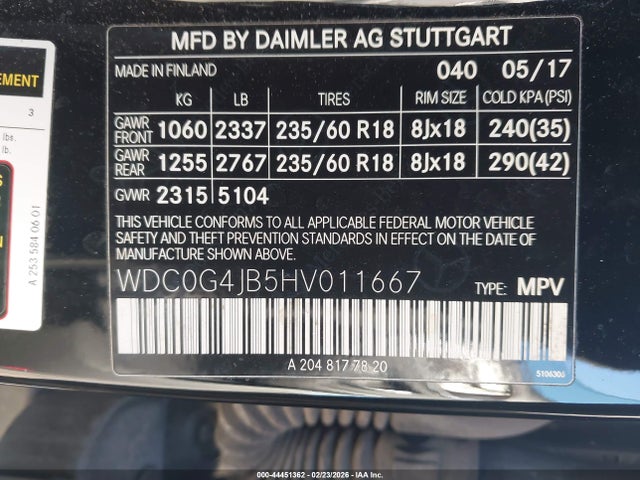 MFD BY DAIMLER AG STUTTGART
MADE IN FINLAND 040 05/17
KG LB TIRES RIM SIZE COLD KPA(PSI)
GAWR FRONT 1060 2337 235/60 R18 8Jx18 240(35)
GAWR REAR 1255 2767 235/60 R18 8Jx18 290(42)
GVWR 2315 5104
THIS VEHICLE CONFORMS TO ALL APPLICABLE FEDERAL MOTOR VEHICLE
SAFETY AND THEFT PREVENTION STANDARDS IN EFFECT ON THE DATE OF
MANUFACTURE SHOWN ABOVE.
WDC0G4JB5HV011667 TYPE: MPV
A 204 817 78 20
5106306
EMENT
3
lbs.
lb.
A 253 584 06 01
000-44451362 - 02/23/2026 - IAA Inc.